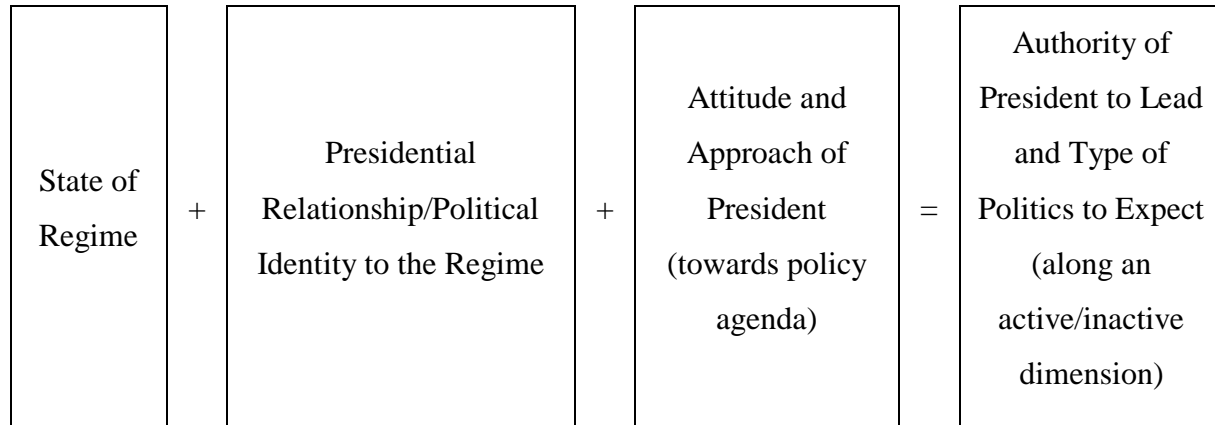 State of
Regime
+
Presidential
Relationship/Political
Identity to the Regime
+
Attitude and
Approach of
President
(towards policy
agenda)
=
Authority of
President to Lead
and Type of
Politics to Expect
(along an
active/inactive
dimension)